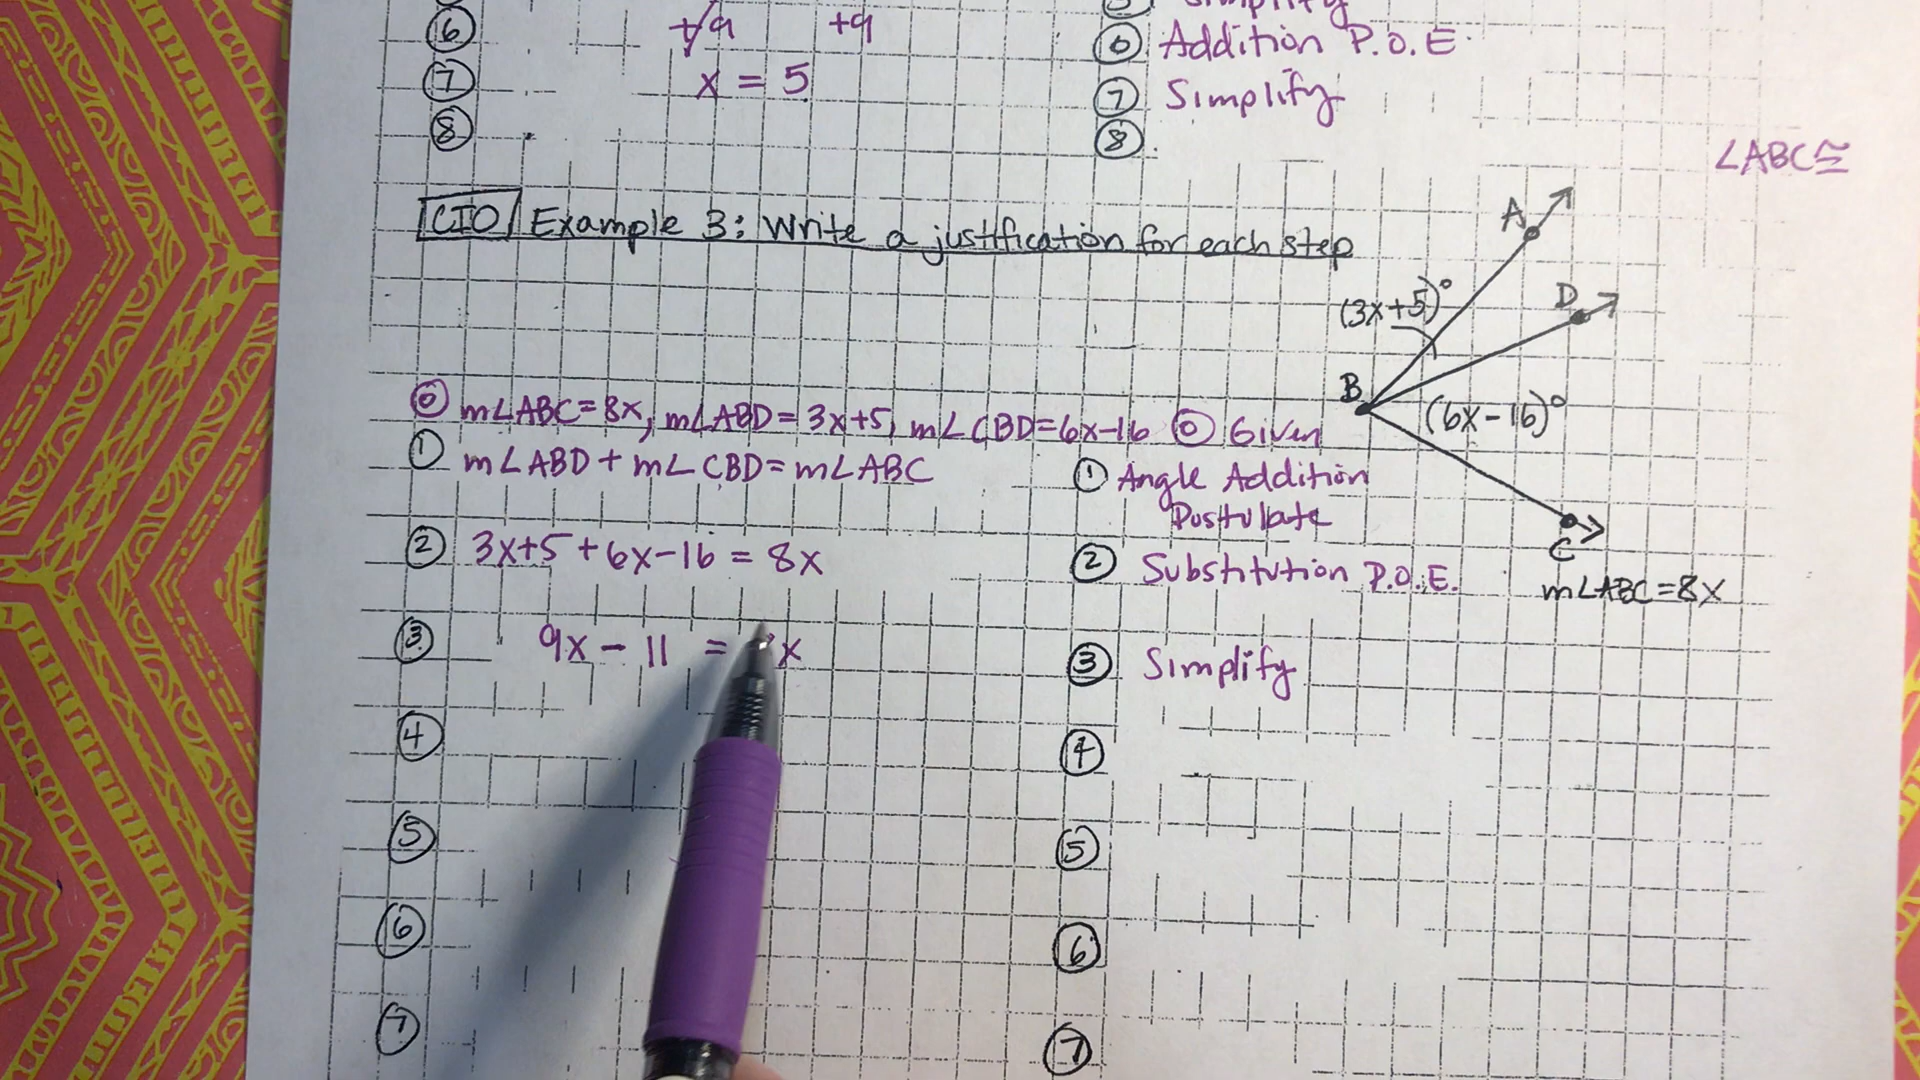 ⑥ +9 +9 ⑥ Addition P.O.E.
⑦ x = 5 ⑦ Simplify
⑧ ⑧
∠ABC≅
CIO Example 3: Write a justification for each step
A
(3x+5)° D
B
(6x-16)°
C
m∠ABC=8x
⓪ m∠ABC=8x, m∠ABD=3x+5, m∠CBD=6x-16 ⓪ Given
① m∠ABD + m∠CBD = m∠ABC ① Angle Addition
Postulate
② 3x+5+6x-16 = 8x ② Substitution P.O.E.
③ 9x - 11 = x ③ Simplify
④ ④
⑤ ⑤
⑥ ⑥
⑦ ⑦